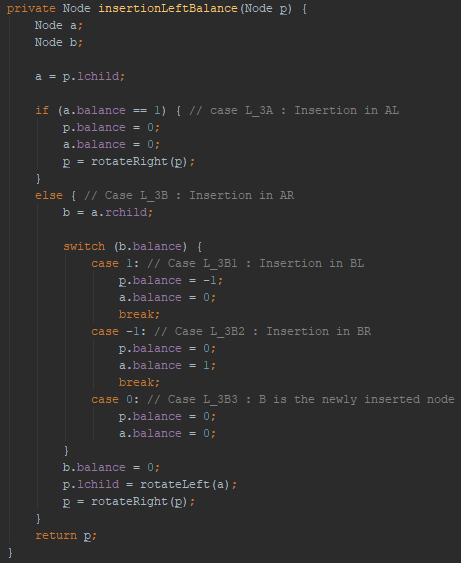 private Node insertionLeftBalance(Node p) {
    Node a;
    Node b;

    a = p.lchild;

    if (a.balance == 1) { // case L_3A : Insertion in AL
        p.balance = 0;
        a.balance = 0;
        p = rotateRight(p);
    }
    else { // Case L_3B : Insertion in AR
        b = a.rchild;

        switch (b.balance) {
            case 1: // Case L_3B1 : Insertion in BL
                p.balance = -1;
                a.balance = 0;
                break;
            case -1: // Case L_3B2 : Insertion in BR
                p.balance = 0;
                a.balance = 1;
                break;
            case 0: // Case L_3B3 : B is the newly inserted node
                p.balance = 0;
                a.balance = 0;
        }
        b.balance = 0;
        p.lchild = rotateLeft(a);
        p = rotateRight(p);
    }
    return p;
}